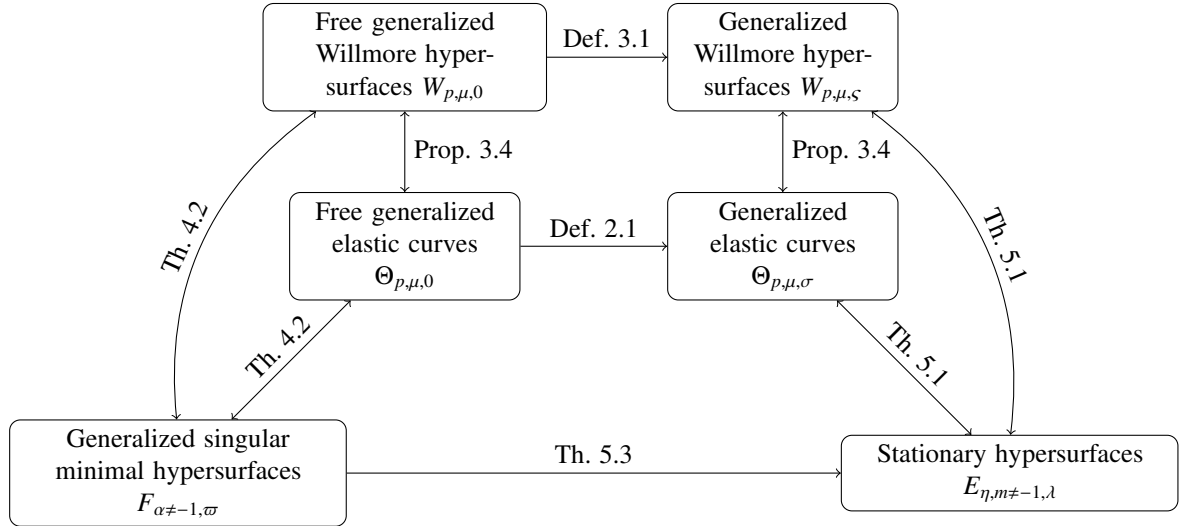 Free generalized
Willmore hyper-
surfaces W_{p,μ,0}
Def. 3.1
Generalized
Willmore hyper-
surfaces W_{p,μ,ς}
Prop. 3.4
Prop. 3.4
Th. 4.2
Free generalized
elastic curves
Θ_{p,μ,0}
Def. 2.1
Generalized
elastic curves
Θ_{p,μ,σ}
Th. 5.1
Th. 4.2
Th. 5.1
Generalized singular
minimal hypersurfaces
F_{α≠-1,ϖ}
Th. 5.3
Stationary hypersurfaces
E_{η,m≠-1,λ}